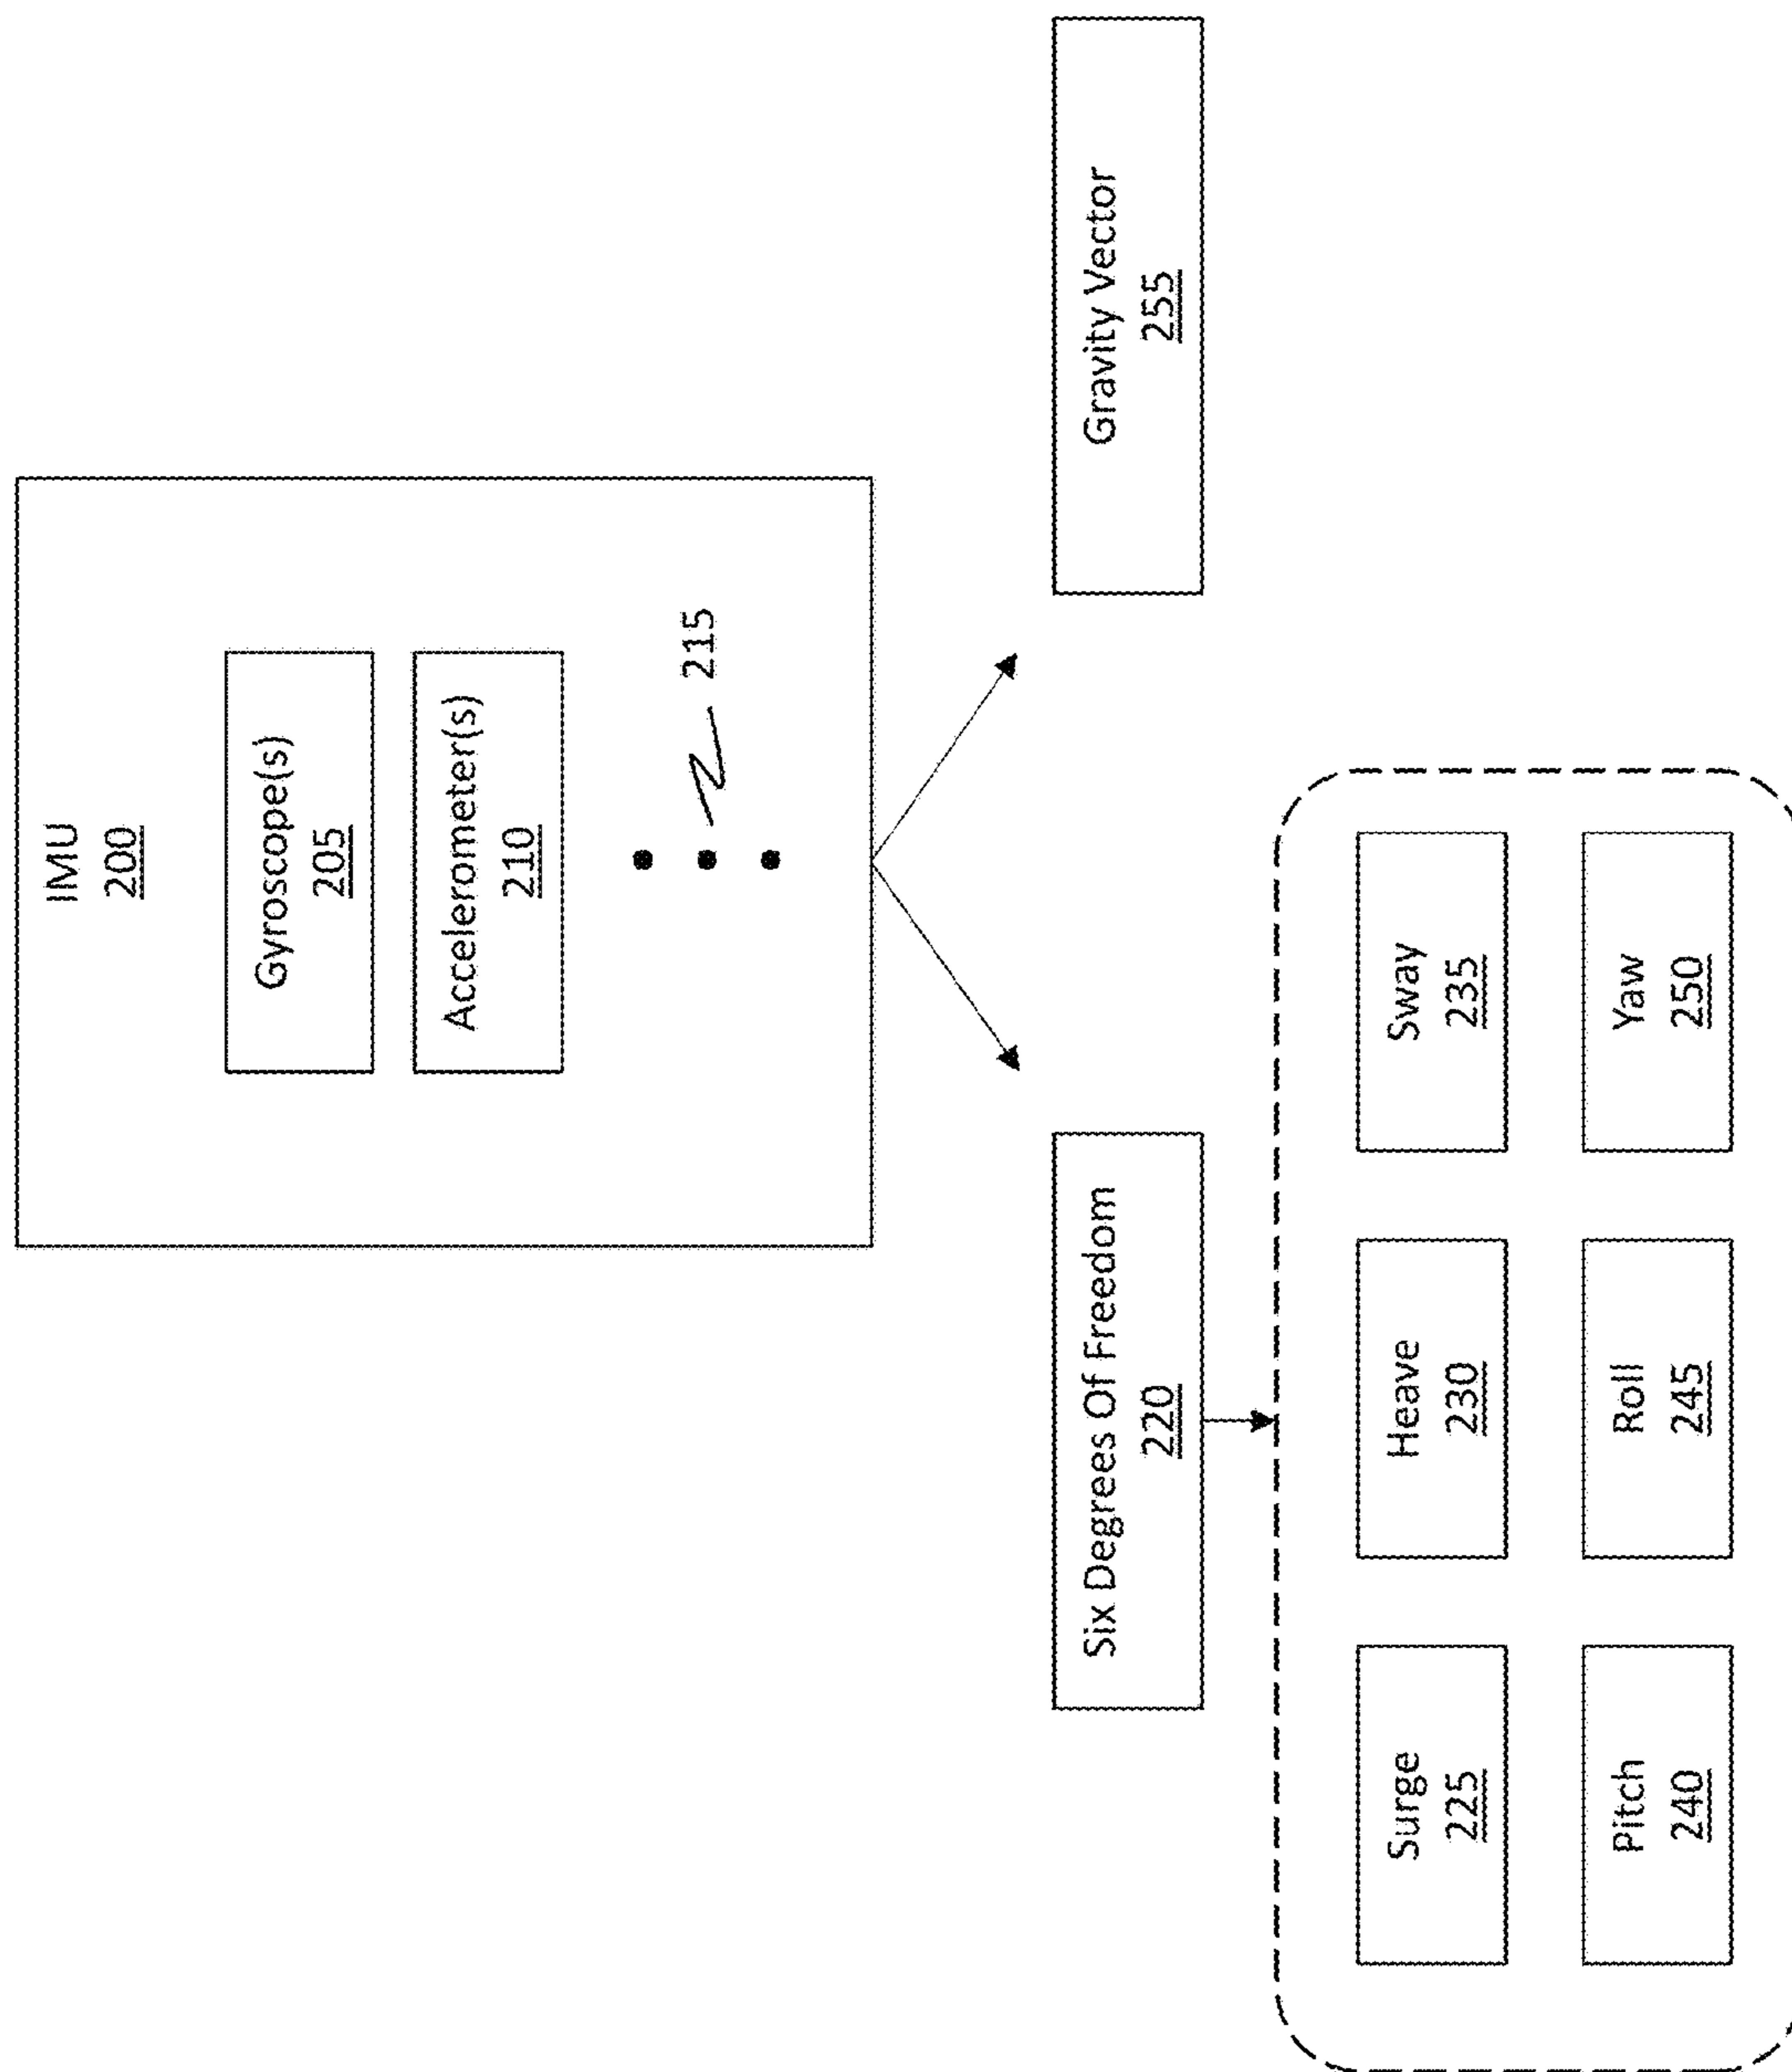 IMU
200
Gyroscope(s)
205
Accelerometer(s)
210
215
Six Degrees Of Freedom
220
Gravity Vector
255
Surge
225
Heave
230
Sway
235
Pitch
240
Roll
245
Yaw
250